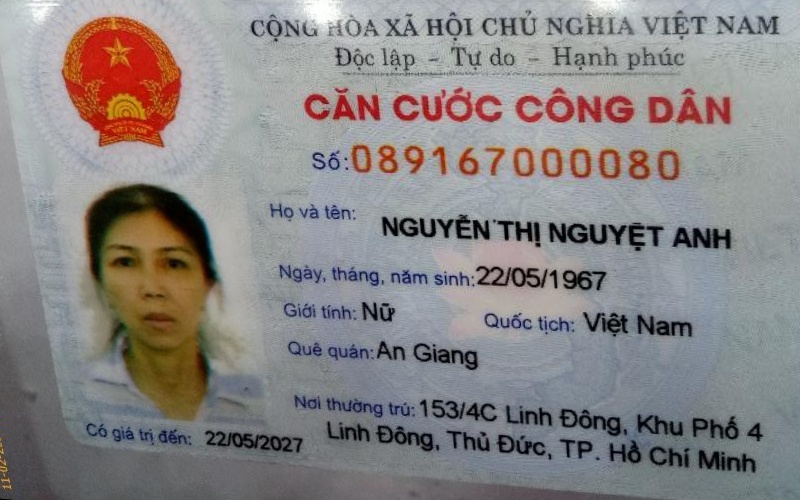 CỘNG HÒA XÃ HỘI CHỦ NGHĨA VIỆT NAM
Độc lập - Tự do - Hạnh phúc
CĂN CƯỚC CÔNG DÂN
Số: 089167000080
Họ và tên: NGUYỄN THỊ NGUYỆT ANH
Ngày, tháng, năm sinh: 22/05/1967
Giới tính: Nữ Quốc tịch: Việt Nam
Quê quán: An Giang
Nơi thường trú: 153/4C Linh Đông, Khu Phố 4
Linh Đông, Thủ Đức, TP. Hồ Chí Minh
Có giá trị đến: 22/05/2027
VIỆT NAM